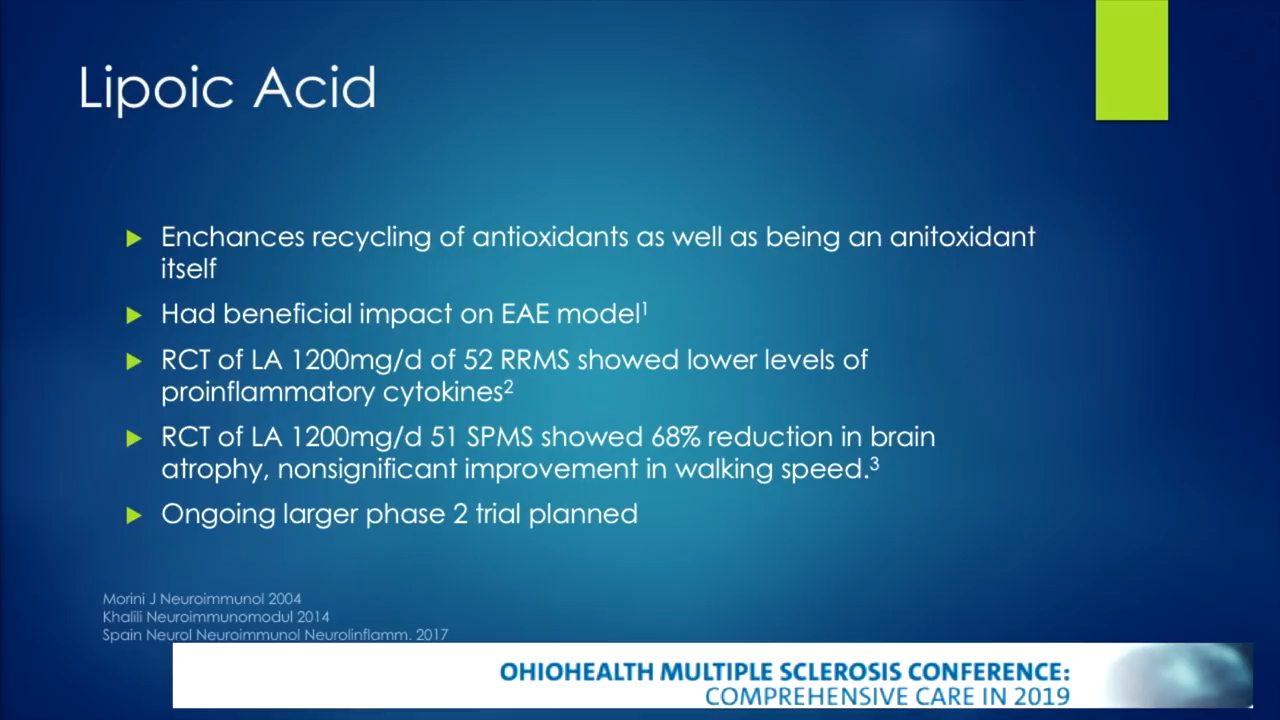 Lipoic Acid
Enchances recycling of antioxidants as well as being an anitoxidant
itself
Had beneficial impact on EAE model1
RCT of LA 1200mg/d of 52 RRMS showed lower levels of
proinflammatory cytokines2
RCT of LA 1200mg/d 51 SPMS showed 68% reduction in brain
atrophy, nonsignificant improvement in walking speed.3
Ongoing larger phase 2 trial planned
Morini J Neuroimmunol 2004
Khalili Neuroimmunomodul 2014
Spain Neurol Neuroimmunol Neurolinflamm. 2017
OHIOHEALTH MULTIPLE SCLEROSIS CONFERENCE:
COMPREHENSIVE CARE IN 2019